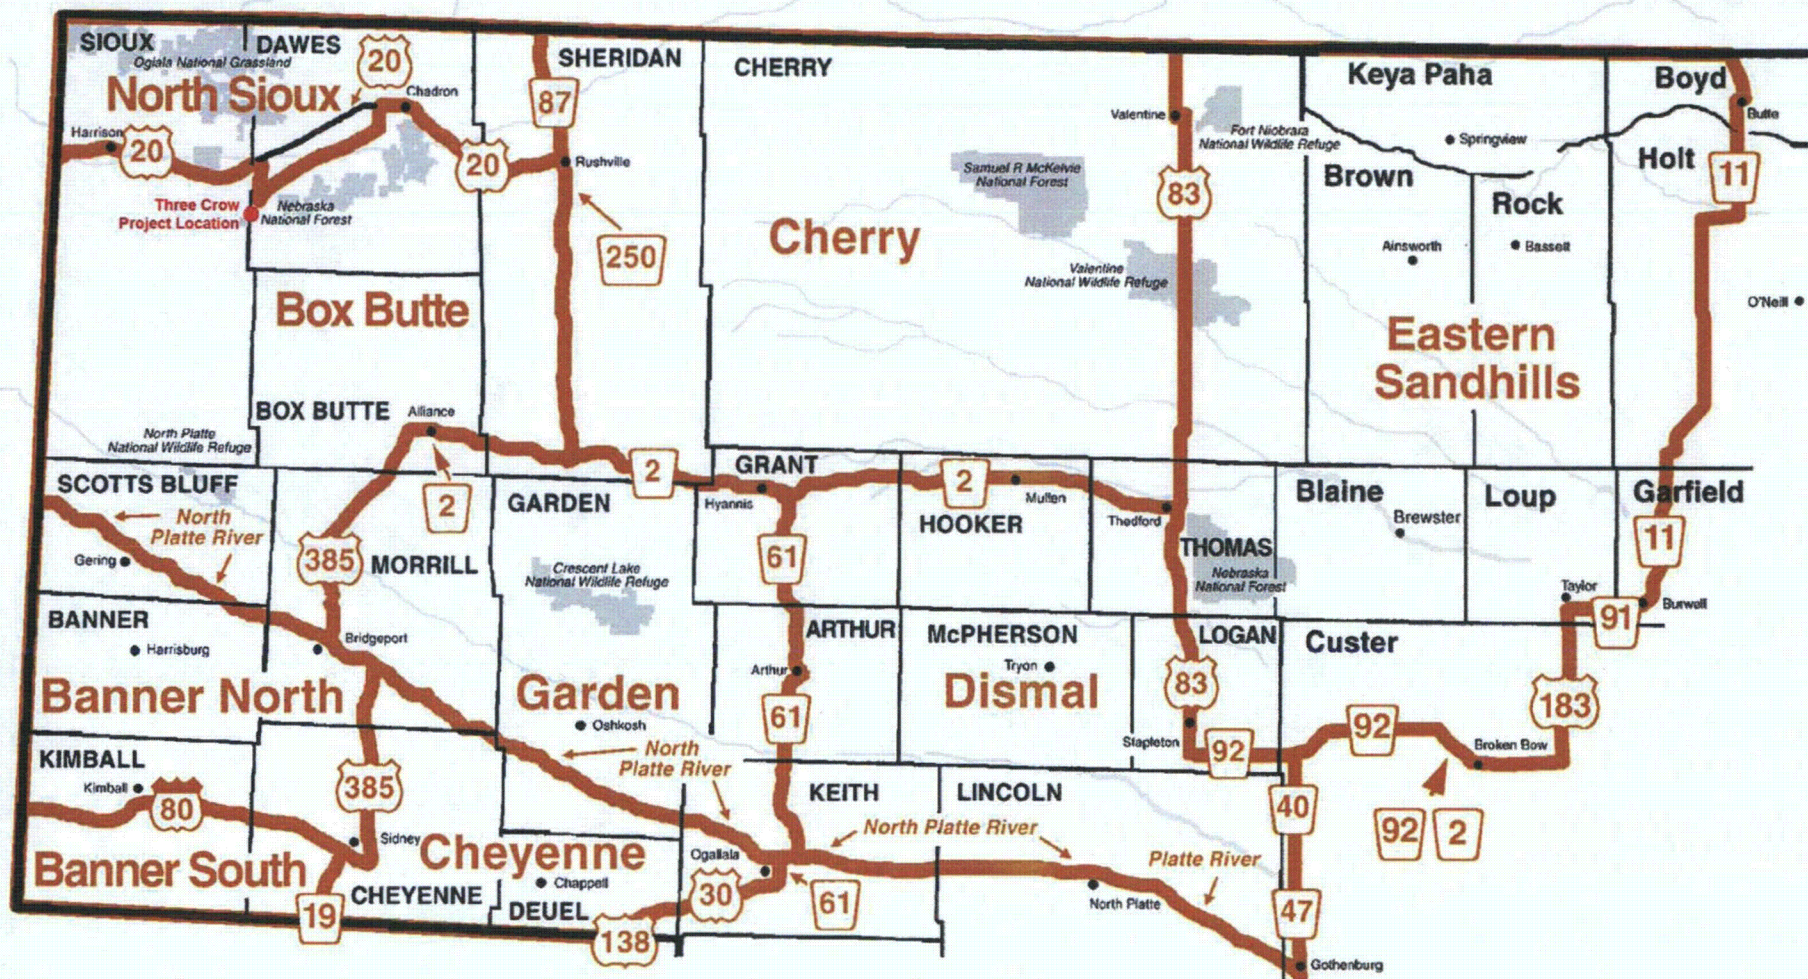 SIOUX
DAWES
Oglala National Grassland
20
SHERIDAN
CHERRY
Keya Paha
Boyd
North Sioux
Chadron
87
Valentine
Butte
Harrison
20
20
Rushville
Fort Niobrara
National Wildlife Refuge
Springview
Samuel R McKelvie
National Forest
Holt
11
83
Brown
Rock
Three Crow
Project Location
Nebraska
National Forest
Cherry
250
Ainsworth
Bassett
Valentine
National Wildlife Refuge
O'Neill
Box Butte
Eastern
Sandhills
BOX BUTTE
Alliance
North Platte
National Wildlife Refuge
2
GRANT
2
SCOTTS BLUFF
2
GARDEN
Hyannis
Mullen
Blaine
Loup
Garfield
North
Platte River
HOOKER
Thedford
Brewster
11
Gering
385
MORRILL
61
THOMAS
Crescent Lake
National Wildlife Refuge
Nebraska
National Forest
Taylor
Burwell
91
BANNER
Harrisburg
Bridgeport
ARTHUR
McPHERSON
LOGAN
Custer
Arthur
Tryon
Banner North
Garden
Dismal
83
183
61
Oshkosh
92
Stapleton
92
Broken Bow
North
Platte River
KIMBALL
Kimball
80
385
KEITH
LINCOLN
40
92
2
North Platte River
Sidney
Cheyenne
Banner South
Ogallala
Platte River
CHEYENNE
Chappell
30
61
North Platte
19
DEUEL
47
138
Gothenburg